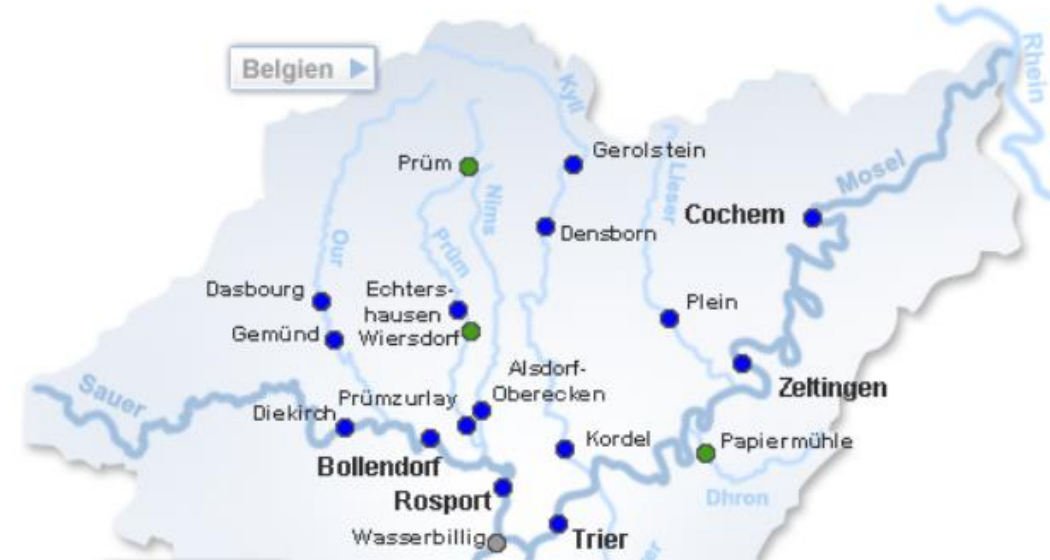 Rhein
Belgien
Kyll
Prüm
Gerolstein
Lieser
Mosel
Nims
Cochem
Our
Prüm
Densborn
Dasbourg
Echters-
hausen
Plein
Gemünd
Wiersdorf
Sauer
Alsdorf-
Oberecken
Zeltingen
Prümzurlay
Diekirch
Kordel
Papiermühle
Bollendorf
Rosport
Dhron
Wasserbillig
Trier